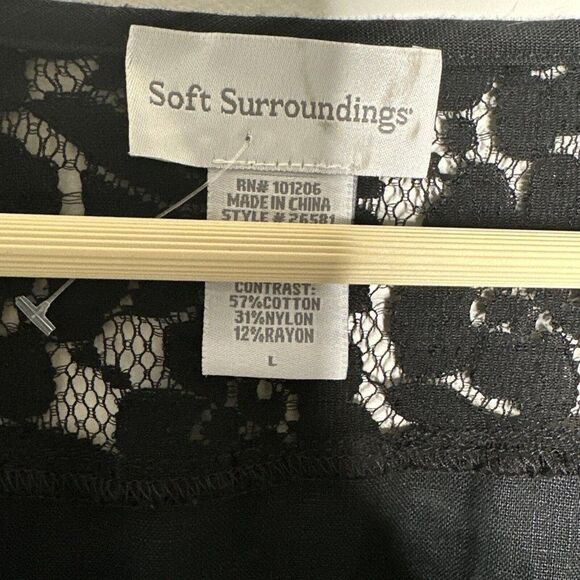 Soft Surroundings
RN# 101206
MADE IN CHINA
STYLE # 26581
CONTRAST:
57%COTTON
31%NYLON
12%RAYON
L